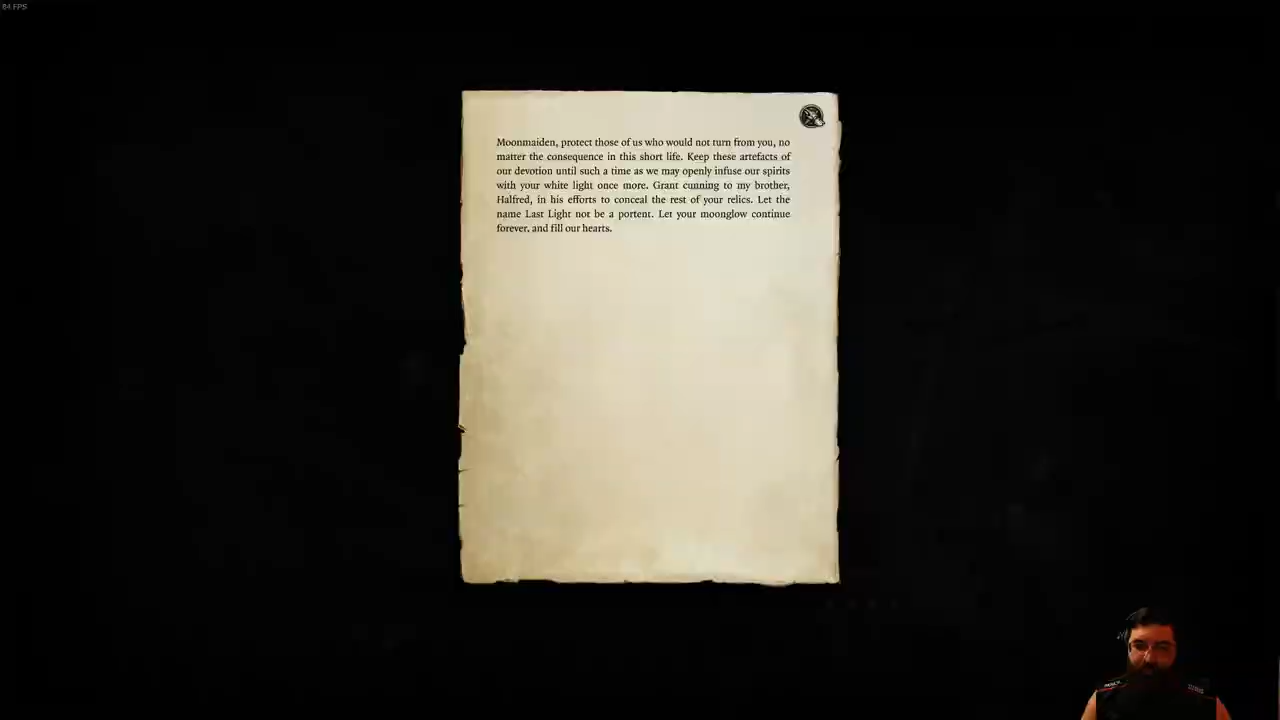 84 FPS
Moonmaiden, protect those of us who would not turn from you, no
matter the consequence in this short life. Keep these artefacts of
our devotion until such a time as we may openly infuse our spirits
with your white light once more. Grant cunning to my brother,
Halfred, in his efforts to conceal the rest of your relics. Let the
name Last Light not be a portent. Let your moonglow continue
forever, and fill our hearts.